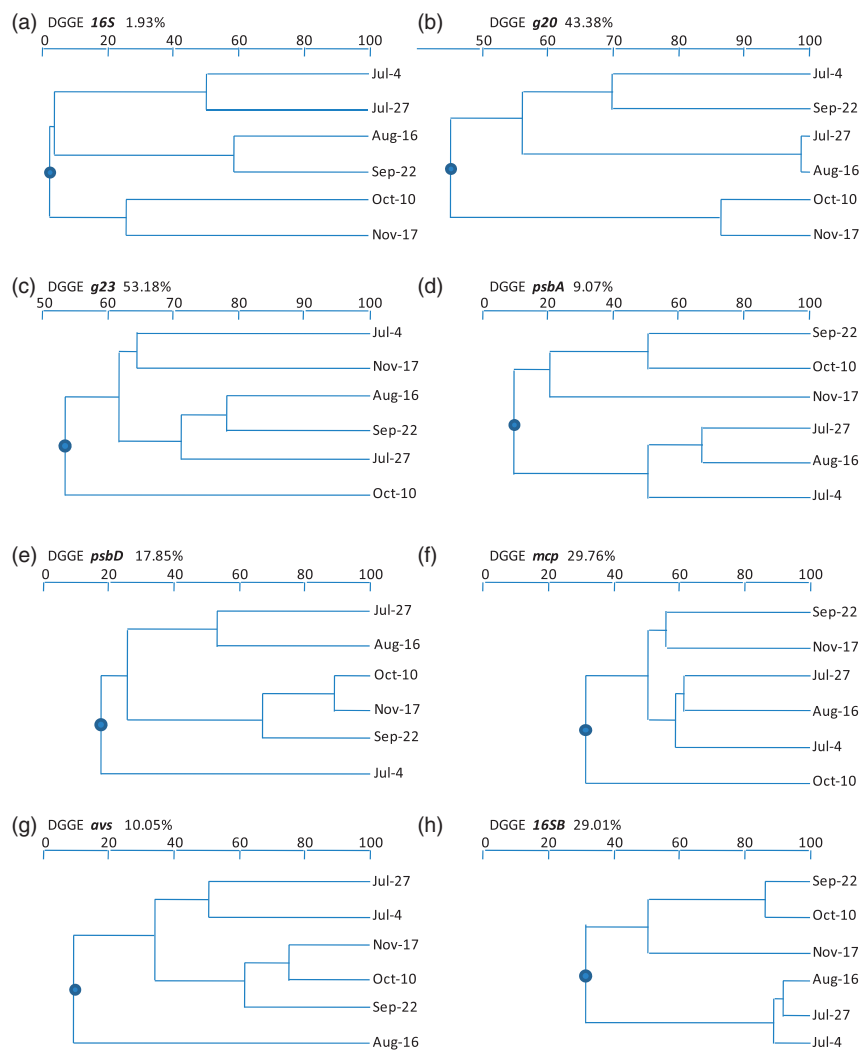 (a) DGGE 16S 1.93%
0 20 40 60 80 100
Jul-4
Jul-27
Aug-16
Sep-22
Oct-10
Nov-17
(b) DGGE g20 43.38%
50 60 70 80 90 100
Jul-4
Sep-22
Jul-27
Aug-16
Oct-10
Nov-17
(c) DGGE g23 53.18%
50 60 70 80 90 100
Jul-4
Nov-17
Aug-16
Sep-22
Jul-27
Oct-10
(d) DGGE psbA 9.07%
0 20 40 60 80 100
Sep-22
Oct-10
Nov-17
Jul-27
Aug-16
Jul-4
(e) DGGE psbD 17.85%
0 20 40 60 80 100
Jul-27
Aug-16
Oct-10
Nov-17
Sep-22
Jul-4
(f) DGGE mcp 29.76%
0 20 40 60 80 100
Sep-22
Nov-17
Jul-27
Aug-16
Jul-4
Oct-10
(g) DGGE avs 10.05%
0 20 40 60 80 100
Jul-27
Jul-4
Nov-17
Oct-10
Sep-22
Aug-16
(h) DGGE 16SB 29.01%
0 20 40 60 80 100
Sep-22
Oct-10
Nov-17
Aug-16
Jul-27
Jul-4